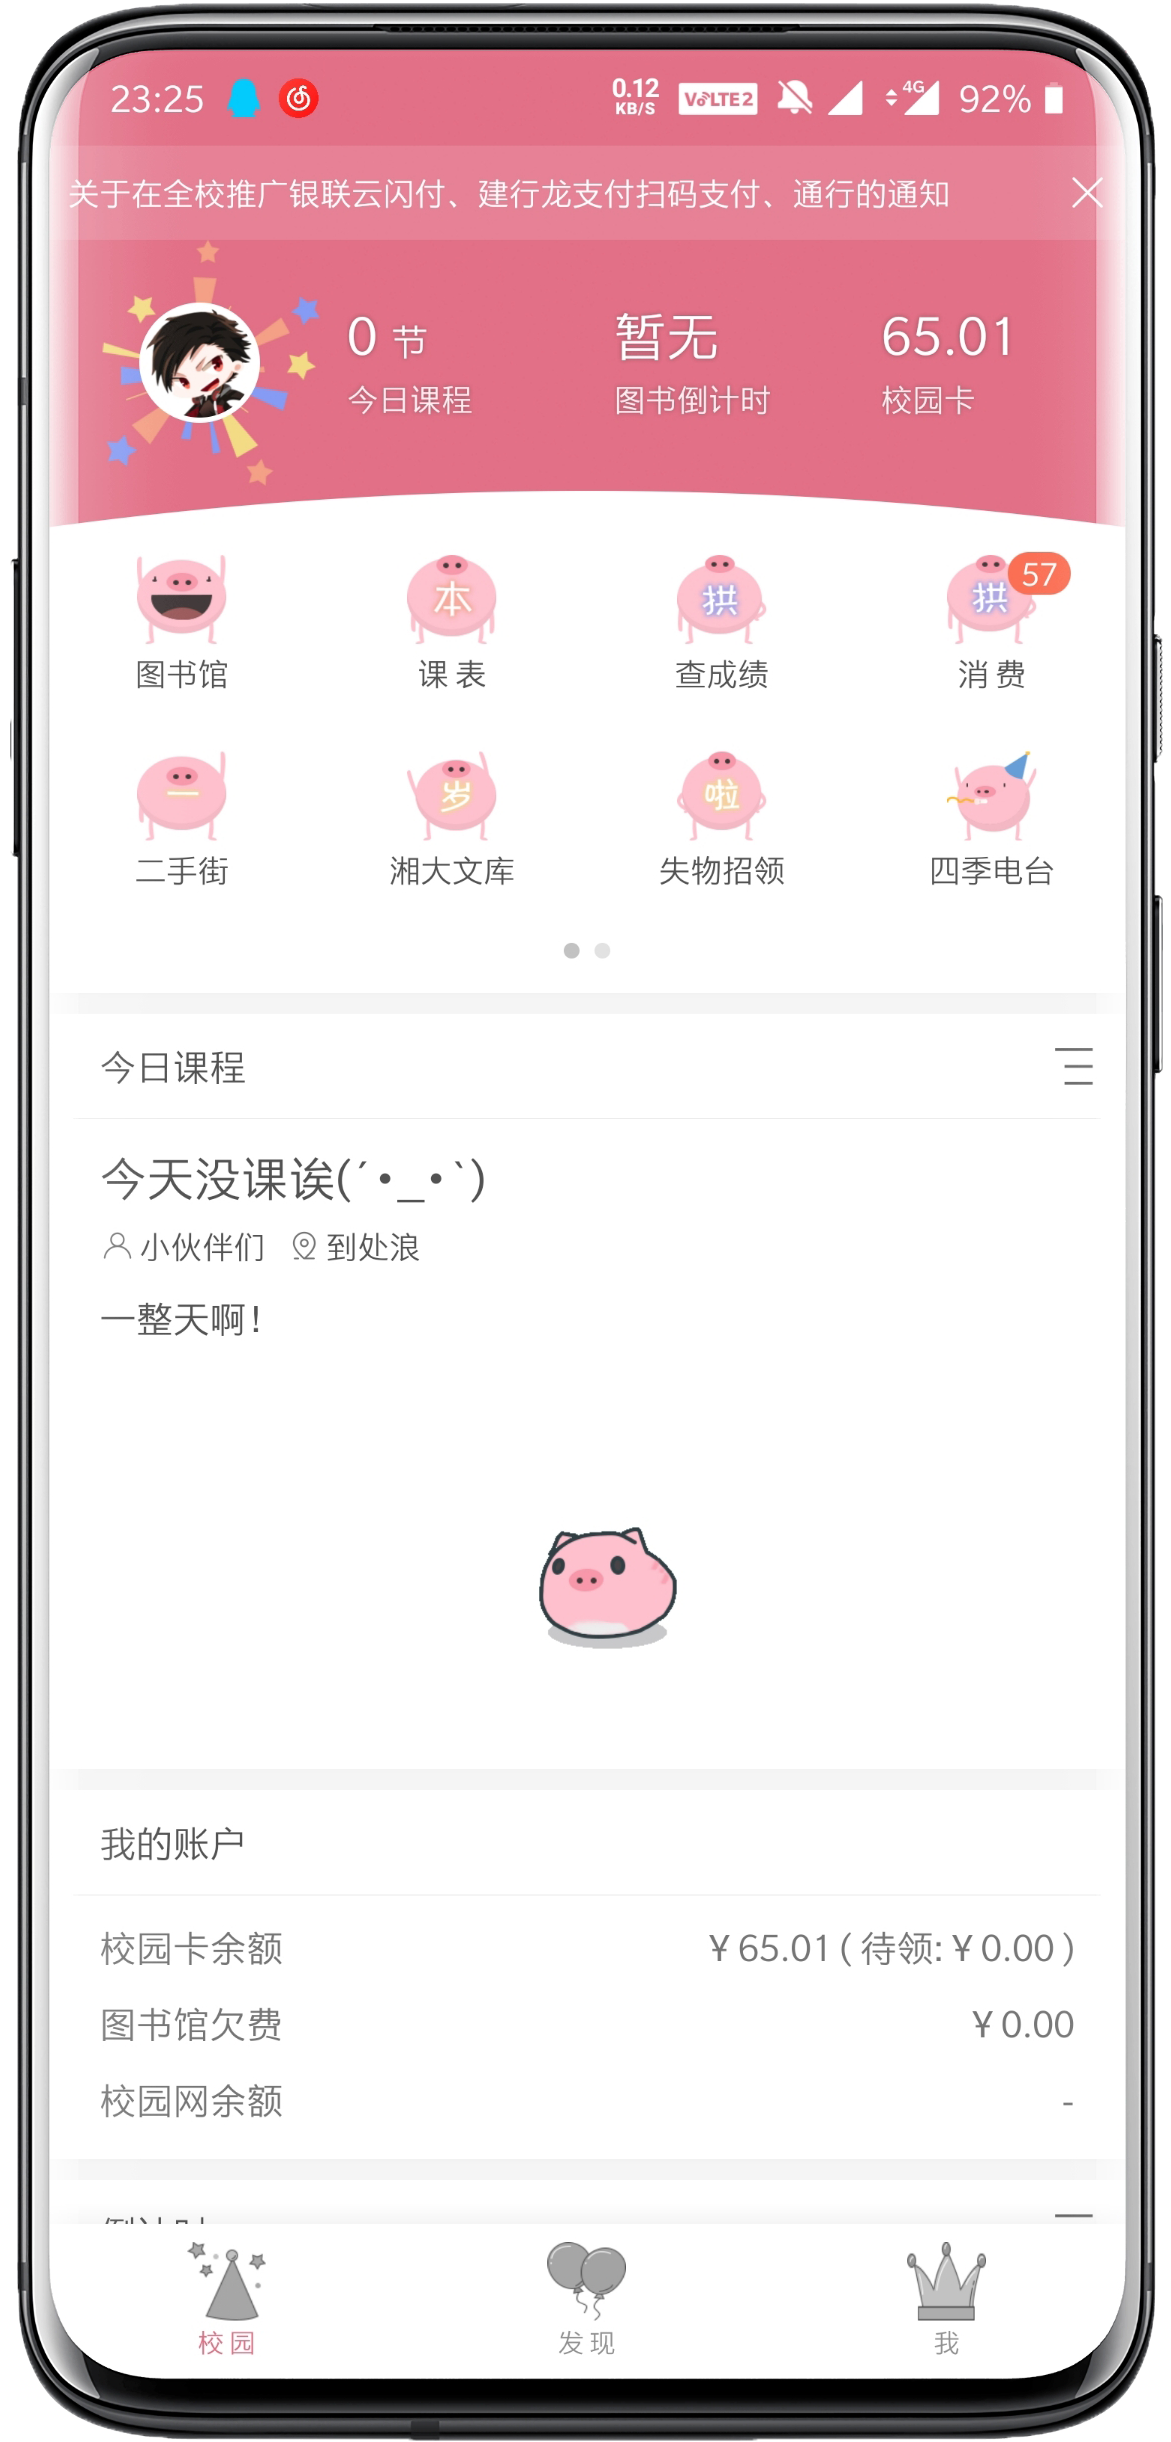 23:25
0.12 KB/S
VoLTE2
4G
92%
关于在全校推广银联云闪付、建行龙支付扫码支付、通行的通知
0 节
暂无
65.01
今日课程
图书倒计时
校园卡
本
拱
拱
57
图书馆
课 表
查成绩
消 费
一
岁
啦
二手街
湘大文库
失物招领
四季电台
今日课程
今天没课诶(´•_•`)
小伙伴们
到处浪
一整天啊!
我的账户
校园卡余额
¥ 65.01 ( 待领: ¥ 0.00 )
图书馆欠费
¥ 0.00
校园网余额
-
校 园
发 现
我